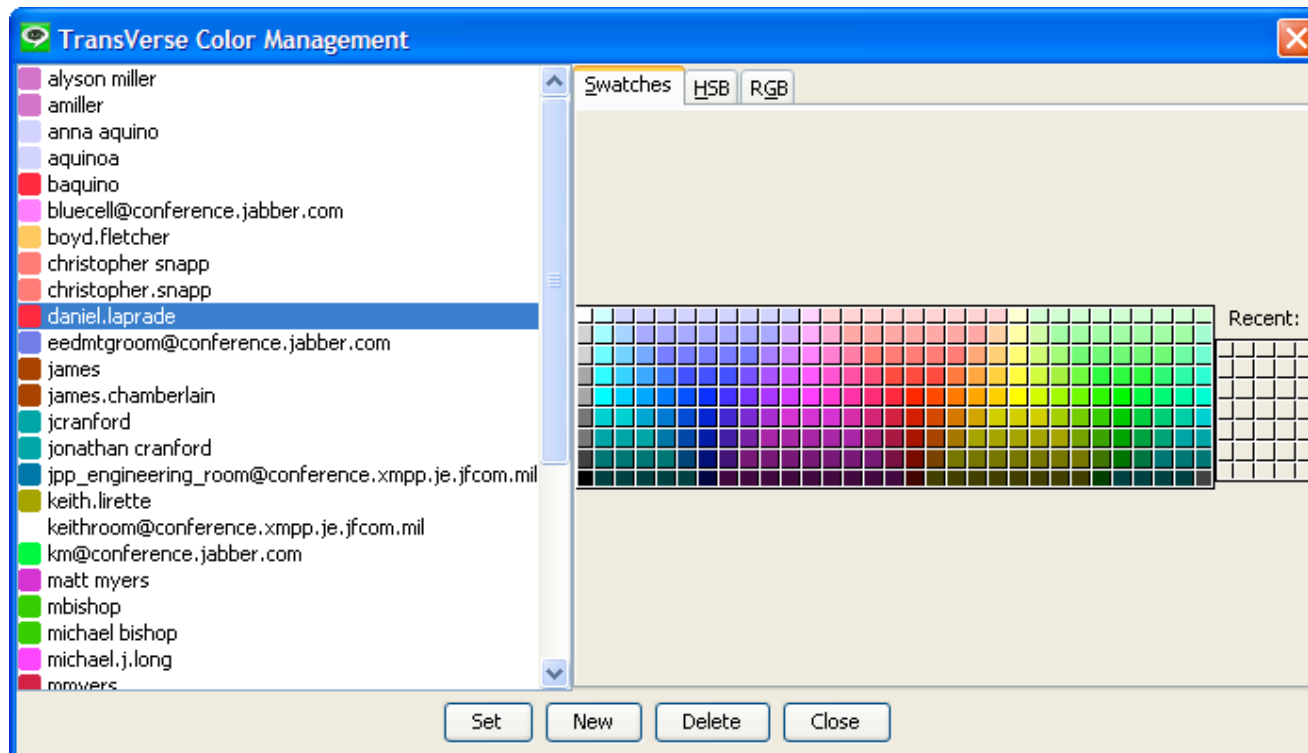 TransVerse Color Management
alyson miller
amiller
anna aquino
aquinoa
baquino
bluecell@conference.jabber.com
boyd.fletcher
christopher snapp
christopher.snapp
daniel.laprade
eedmtgroom@conference.jabber.com
james
james.chamberlain
jcranford
jonathan cranford
jpp_engineering_room@conference.xmpp.je.jfcom.mil
keith.lirette
keithroom@conference.xmpp.je.jfcom.mil
km@conference.jabber.com
matt myers
mbishop
michael bishop
michael.j.long
mmyers
Swatches HSB RGB
Recent:
Set New Delete Close